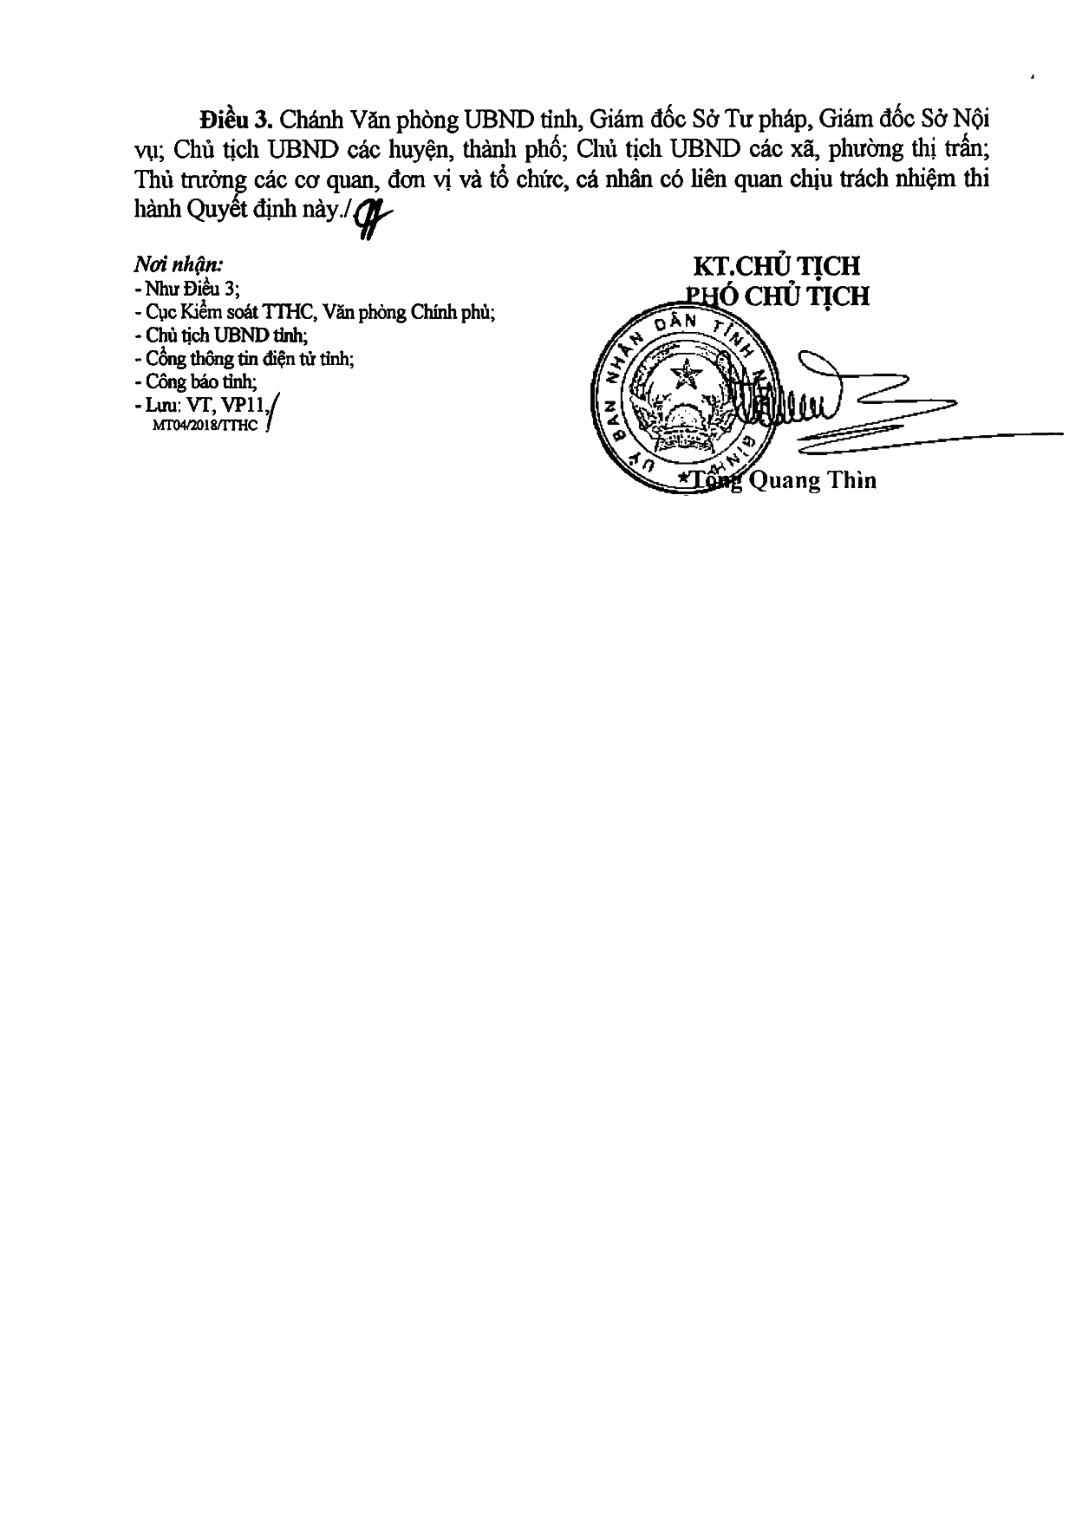 Điều 3. Chánh Văn phòng UBND tỉnh, Giám đốc Sở Tư pháp, Giám đốc Sở Nội
vụ; Chủ tịch UBND các huyện, thành phố; Chủ tịch UBND các xã, phường thị trấn;
Thủ trưởng các cơ quan, đơn vị và tổ chức, cá nhân có liên quan chịu trách nhiệm thi
hành Quyết định này./
Nơi nhận:
- Như Điều 3;
- Cục Kiểm soát TTHC, Văn phòng Chính phủ;
- Chủ tịch UBND tỉnh;
- Cổng thông tin điện tử tỉnh;
- Công báo tỉnh;
- Lưu: VT, VP11,
MT04/2018/TTHC
KT.CHỦ TỊCH
PHÓ CHỦ TỊCH
UỶ BAN NHÂN DÂN TỈNH
Tống Quang Thìn